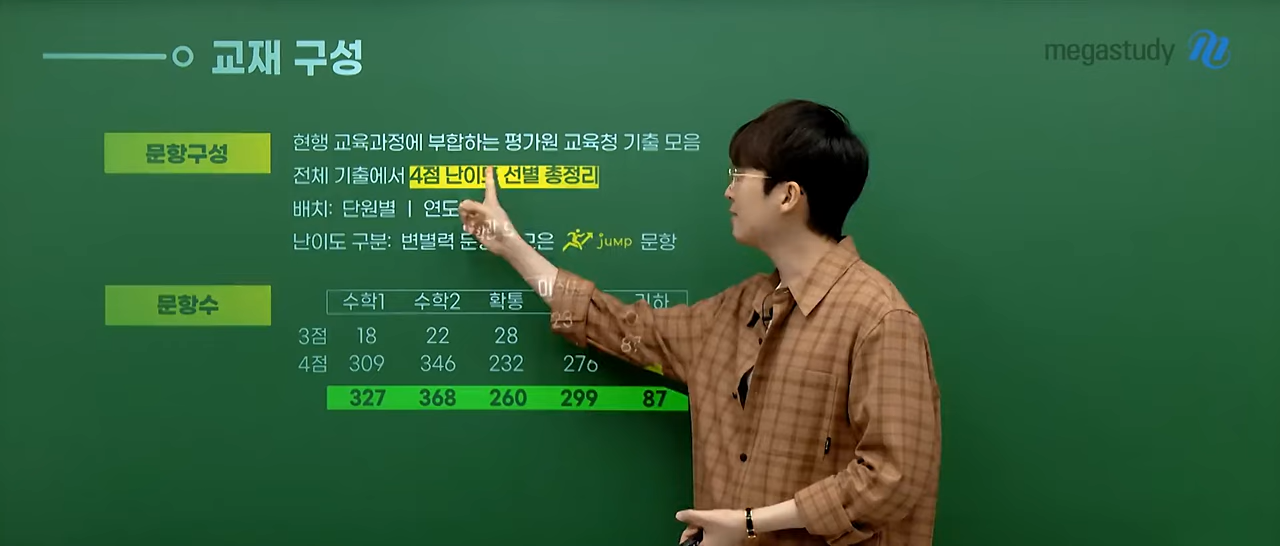 교재 구성
megastudy
문항구성
현행 교육과정에 부합하는 평가원 교육청 기출 모음
전체 기출에서 4점 난이도 선별 총정리
배치: 단원별 | 연도
난이도 구분: 변별력 jump 문항
문항수
수학1 수학2 확통 기하
3점 18 22 28 23 0
4점 309 346 232 276 87
327 368 260 299 87